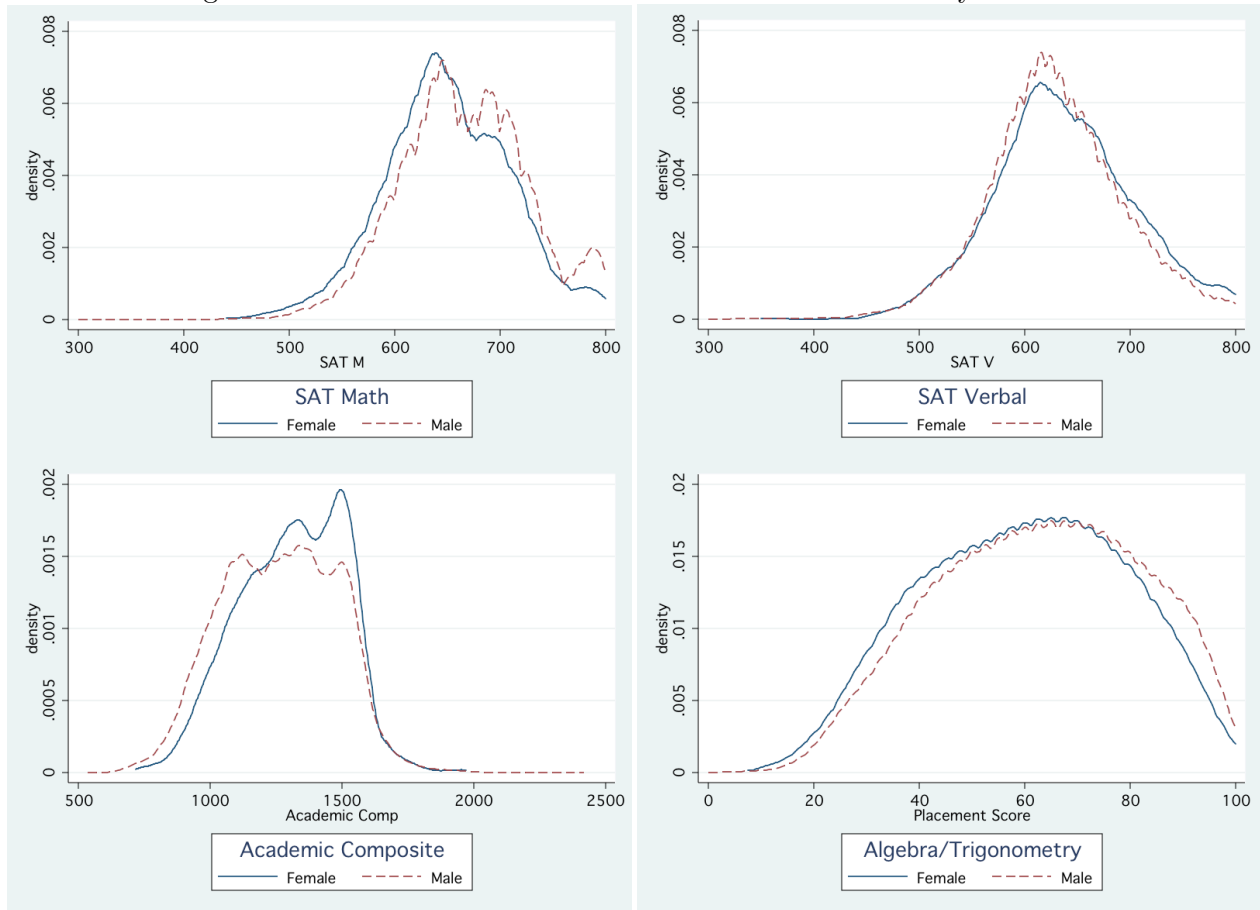 .008
.006
.004
.002
0
density
300 400 500 600 700 800
SAT M
SAT Math
Female Male
.008
.006
.004
.002
0
density
300 400 500 600 700 800
SAT V
SAT Verbal
Female Male
.002
.0015
.001
.0005
0
density
500 1000 1500 2000 2500
Academic Comp
Academic Composite
Female Male
.02
.015
.01
.005
0
density
0 20 40 60 80 100
Placement Score
Algebra/Trigonometry
Female Male